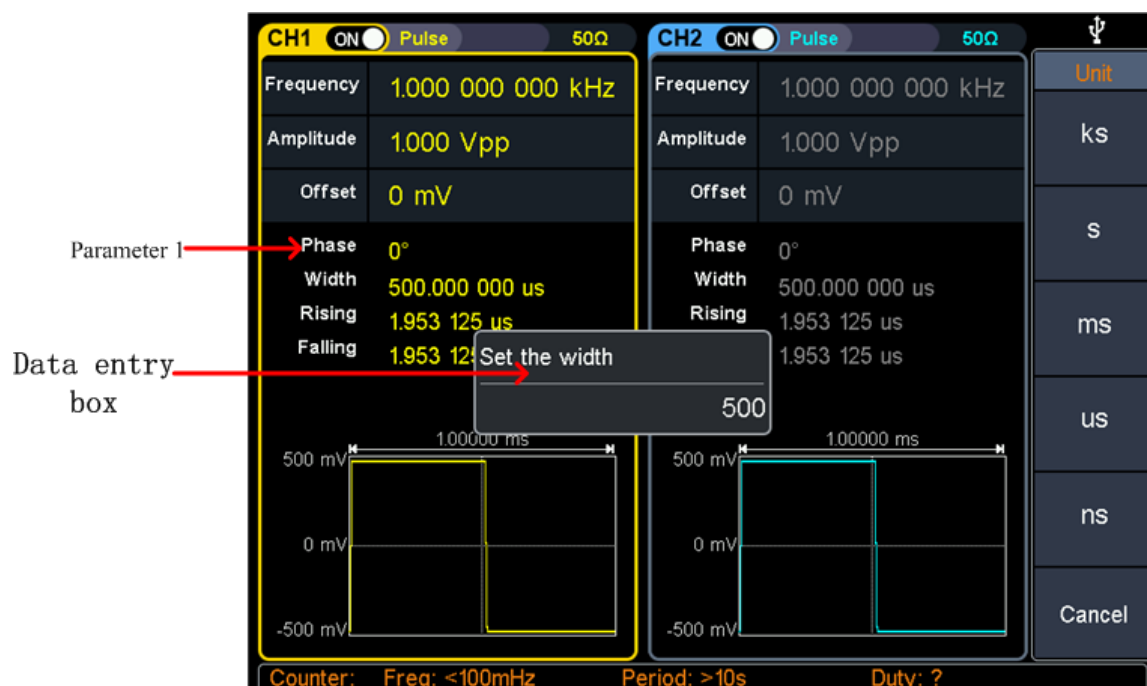 CH1 ON Pulse 50Ω
Frequency 1.000 000 000 kHz
Amplitude 1.000 Vpp
Offset 0 mV
Phase 0°
Width 500.000 000 us
Rising 1.953 125 us
Falling 1.953 125
1.00000 ms
500 mV
0 mV
-500 mV
CH2 ON Pulse 50Ω
Frequency 1.000 000 000 kHz
Amplitude 1.000 Vpp
Offset 0 mV
Phase 0°
Width 500.000 000 us
Rising 1.953 125 us
1.953 125 us
1.00000 ms
500 mV
0 mV
-500 mV
Set the width
500
Unit
ks
s
ms
us
ns
Cancel
Parameter 1
Data entry
box
Counter: Freq: <100mHz Period: >10s Duty: ?